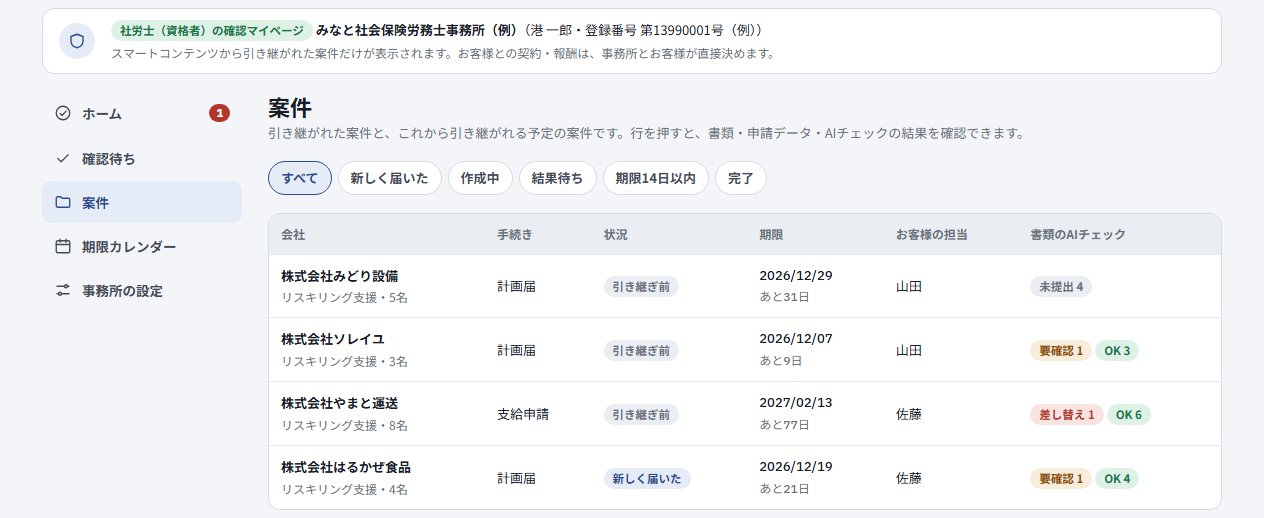 社労士（資格者）の確認マイページ みなと社会保険労務士事務所（例）（港 一郎・登録番号 第13990001号（例））
スマートコンテンツから引き継がれた案件だけが表示されます。お客様との契約・報酬は、事務所とお客様が直接決めます。
ホーム 1
確認待ち
案件
期限カレンダー
事務所の設定
案件
引き継がれた案件と、これから引き継がれる予定の案件です。行を押すと、書類・申請データ・AIチェックの結果を確認できます。
すべて 新しく届いた 作成中 結果待ち 期限14日以内 完了
会社 手続き 状況 期限 お客様の担当 書類のAIチェック
株式会社みどり設備 計画届 引き継ぎ前 2026/12/29 山田 未提出 4
リスキリング支援・5名 あと31日
株式会社ソレイユ 計画届 引き継ぎ前 2026/12/07 山田 要確認 1 OK 3
リスキリング支援・3名 あと9日
株式会社やまと運送 支給申請 引き継ぎ前 2027/02/13 佐藤 差し替え 1 OK 6
リスキリング支援・8名 あと77日
株式会社はるかぜ食品 計画届 新しく届いた 2026/12/19 佐藤 要確認 1 OK 4
リスキリング支援・4名 あと21日